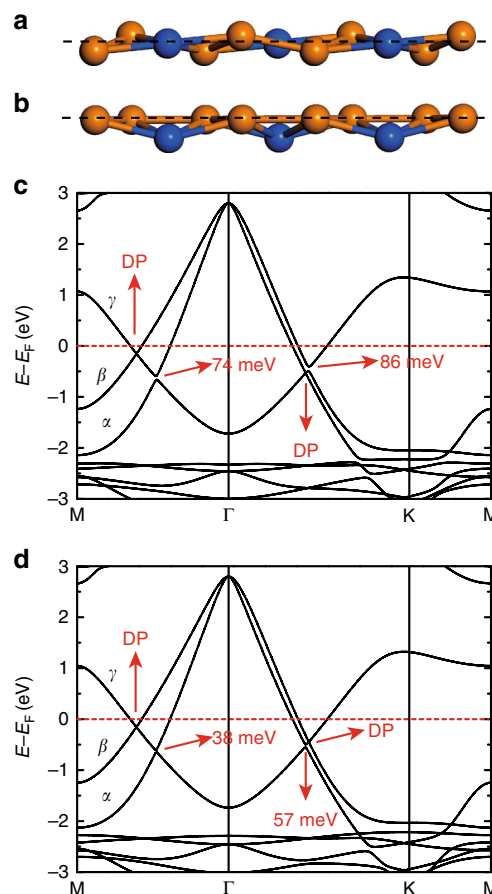 a
b
c
3
2
1
0
−1
−2
−3
E–E_F (eV)
DP
γ
β
α
74 meV
86 meV
DP
M Γ K M
d
3
2
1
0
−1
−2
−3
E–E_F (eV)
DP
γ
β
α
38 meV
DP
57 meV
M Γ K M